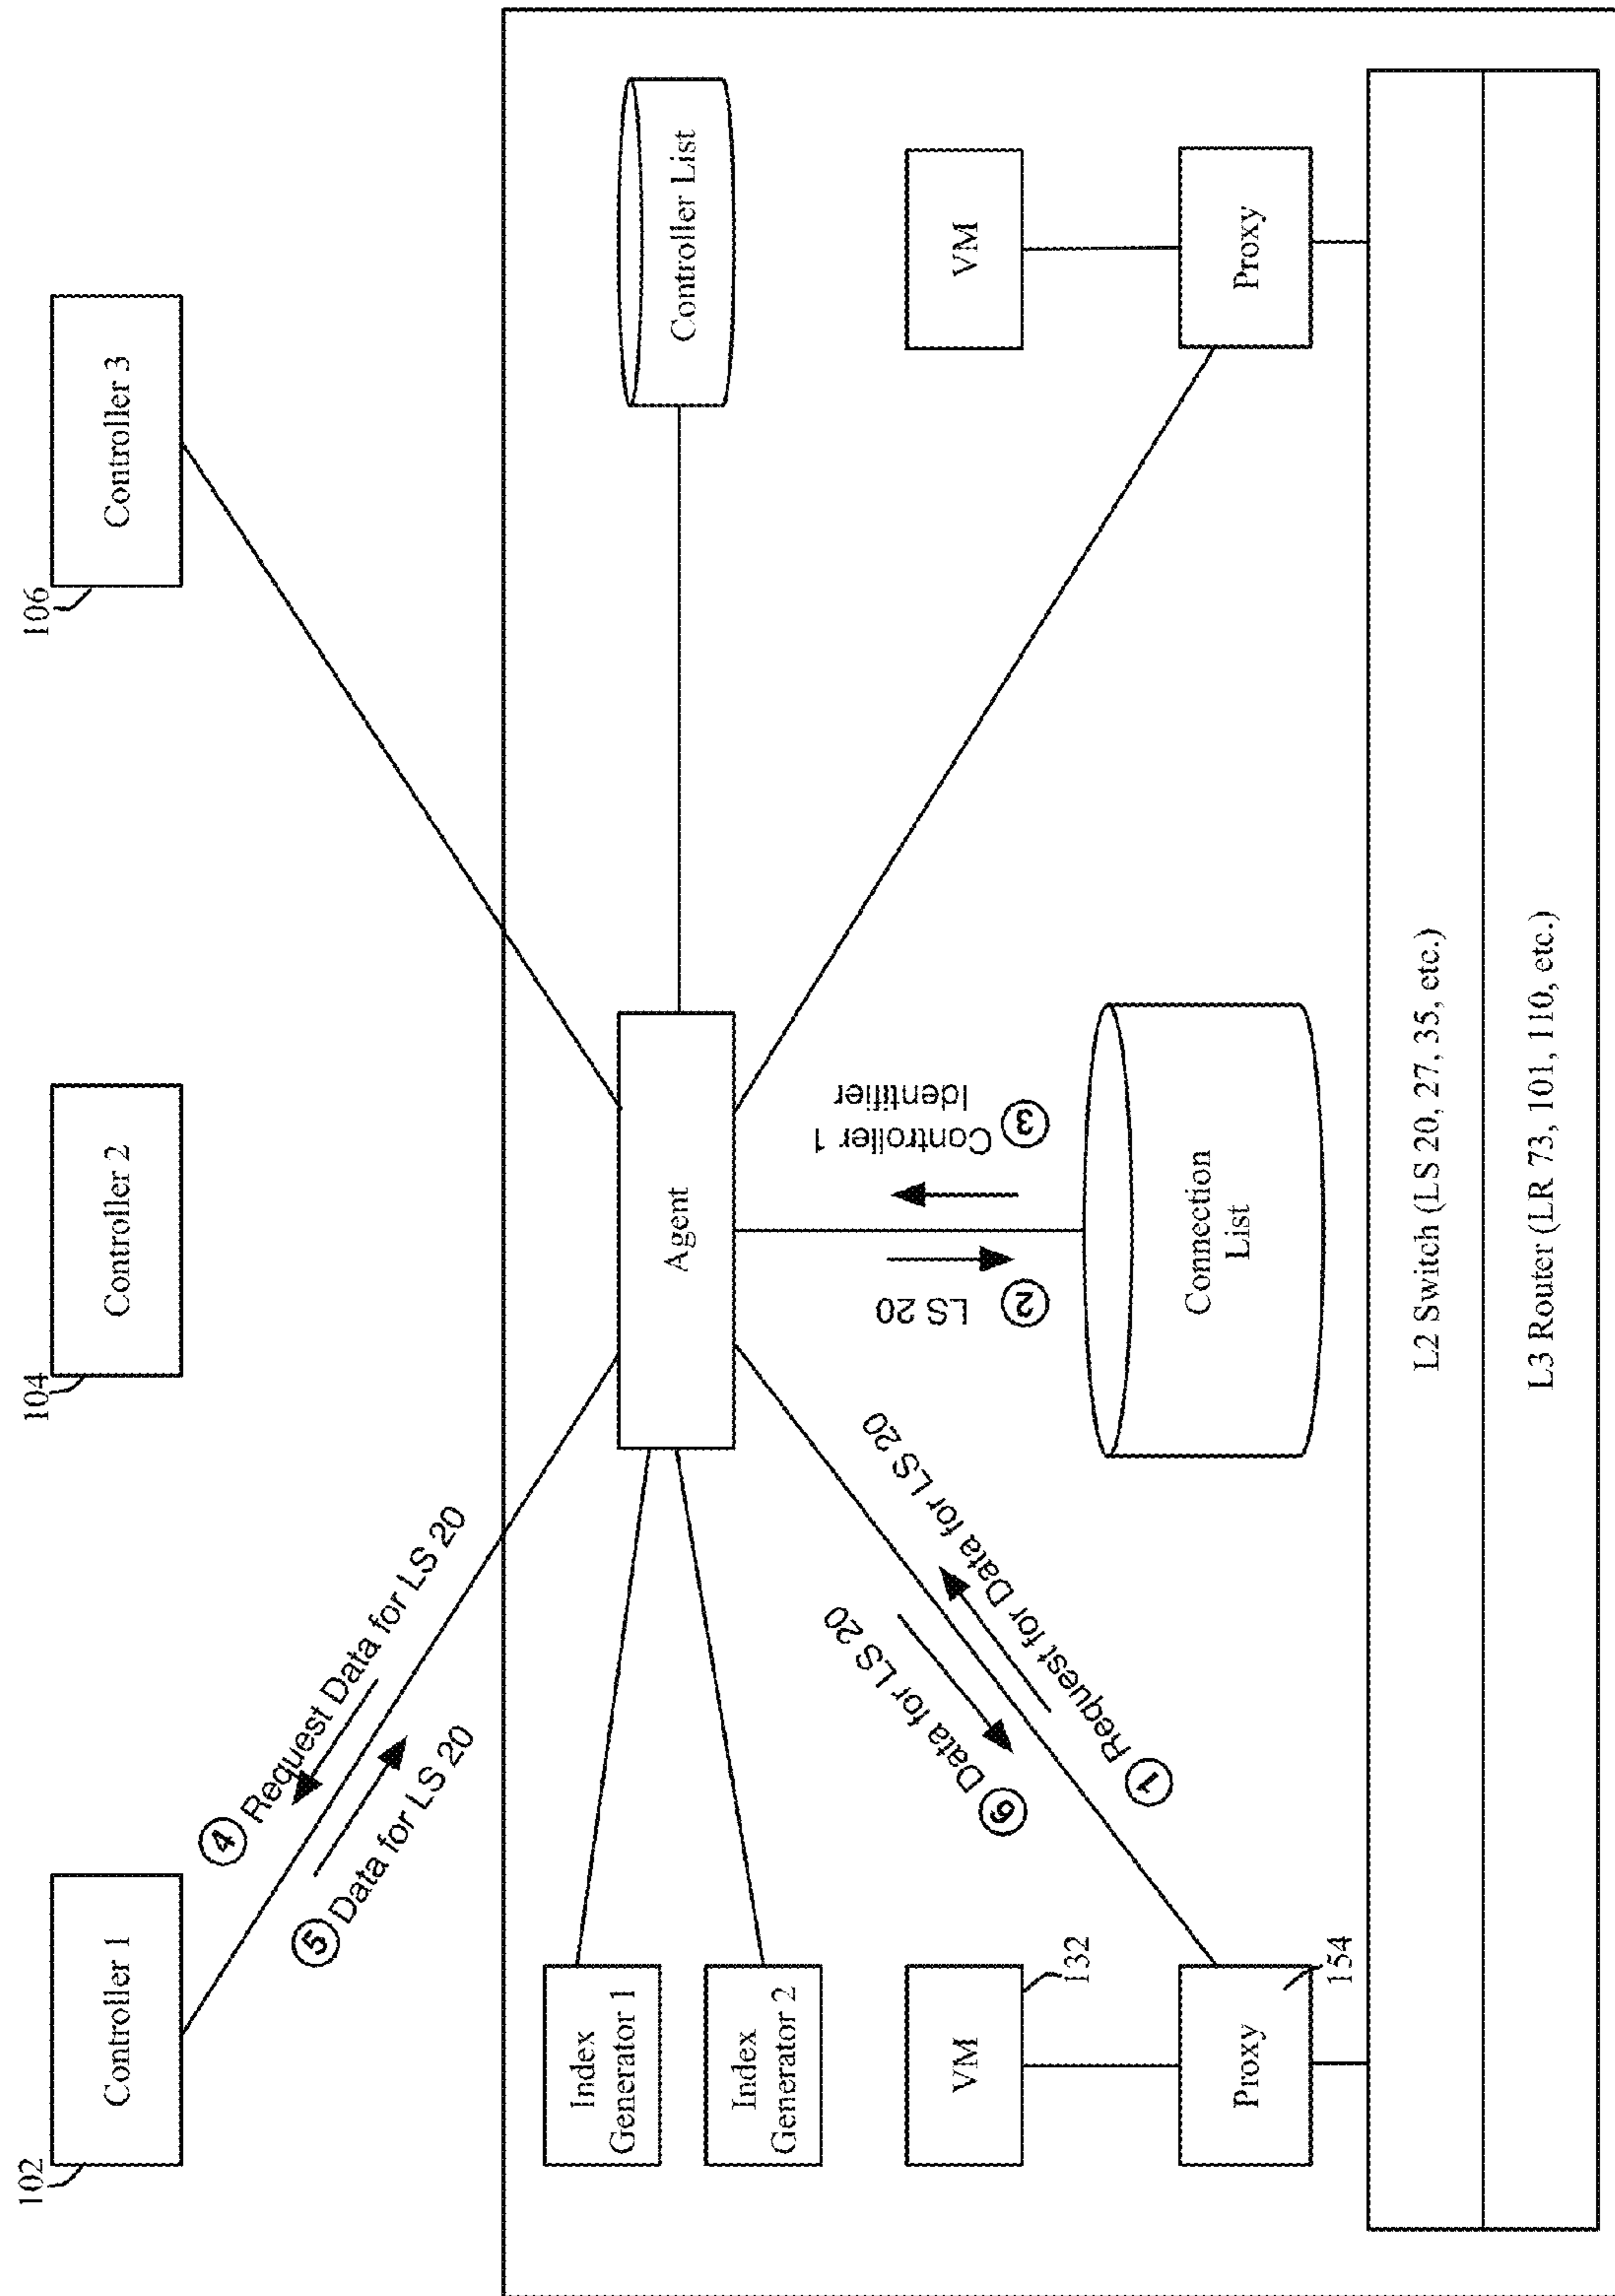 102
Controller 1
104
Controller 2
106
Controller 3
④ Request Data for LS 20
⑤ Data for LS 20
Index
Generator 1
Index
Generator 2
Agent
Controller List
② LS 20
③ Controller 1
Identifier
⑥ Data for LS 20
① Request for Data for LS 20
VM
132
VM
Proxy
154
Connection
List
Proxy
L2 Switch (LS 20, 27, 35, etc.)
L3 Router (LR 73, 101, 110, etc.)